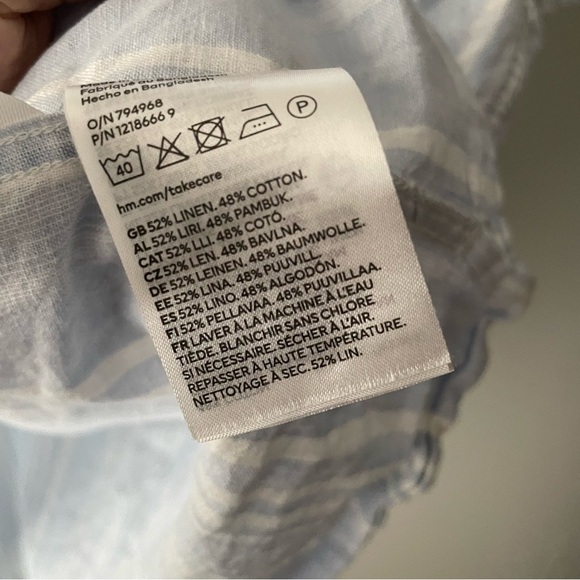 Fabriqué au Bangladesh
Hecho en Bangladesh
O/N 794968
P/N 1218666 9
40
P
hm.com/takecare
GB 52% LINEN. 48% COTTON.
AL 52% LIRI. 48% PAMBUK.
CAT 52% LLI. 48% COTÓ.
CZ 52% LEN. 48% BAVLNA.
DE 52% LEINEN. 48% BAUMWOLLE.
EE 52% LINA. 48% PUUVILL.
ES 52% LINO. 48% ALGODÓN.
FI 52% PELLAVAA. 48% PUUVILLAA.
FR LAVER À LA MACHINE À L'EAU
TIÈDE. BLANCHIR SANS CHLORE
SI NÉCESSAIRE. SÉCHER À L'AIR.
REPASSER À HAUTE TEMPÉRATURE.
NETTOYAGE À SEC. 52% LIN.